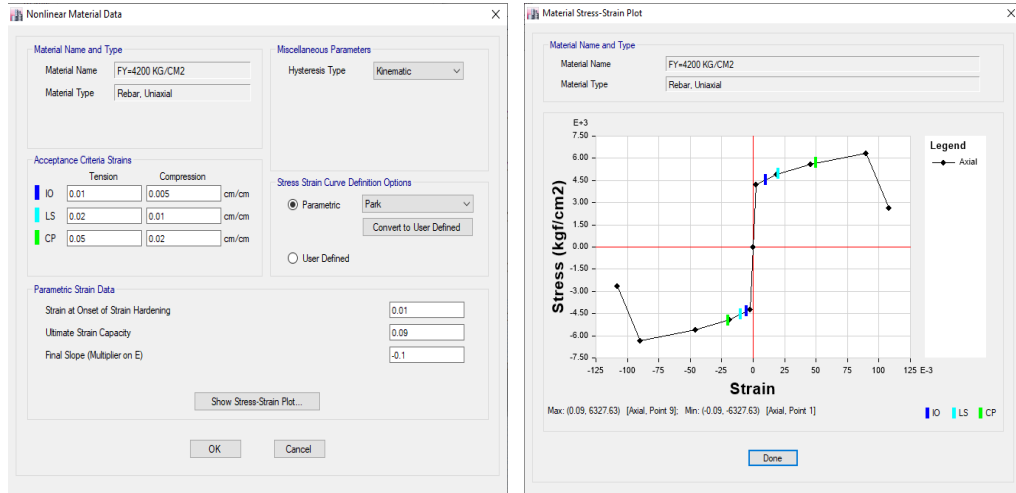 Nonlinear Material Data
Material Name and Type
Material Name FY=4200 KG/CM2
Material Type Rebar, Uniaxial
Miscellaneous Parameters
Hysteresis Type Kinematic
Acceptance Criteria Strains
Tension Compression
IO 0.01 0.005 cm/cm
LS 0.02 0.01 cm/cm
CP 0.05 0.02 cm/cm
Stress Strain Curve Definition Options
Parametric Park
Convert to User Defined
User Defined
Parametric Strain Data
Strain at Onset of Strain Hardening 0.01
Ultimate Strain Capacity 0.09
Final Slope (Multiplier on E) -0.1
Show Stress-Strain Plot...
OK Cancel
Material Stress-Strain Plot
Material Name and Type
Material Name FY=4200 KG/CM2
Material Type Rebar, Uniaxial
E+3
7.50
6.00
4.50
3.00
1.50
0.00
-1.50
-3.00
-4.50
-6.00
-7.50
Stress (kgf/cm2)
-125 -100 -75 -50 -25 0 25 50 75 100 125 E-3
Strain
Legend
Axial
Max: (0.09, 6327.63) [Axial, Point 9]; Min: (-0.09, -6327.63) [Axial, Point 1]
IO LS CP
Done